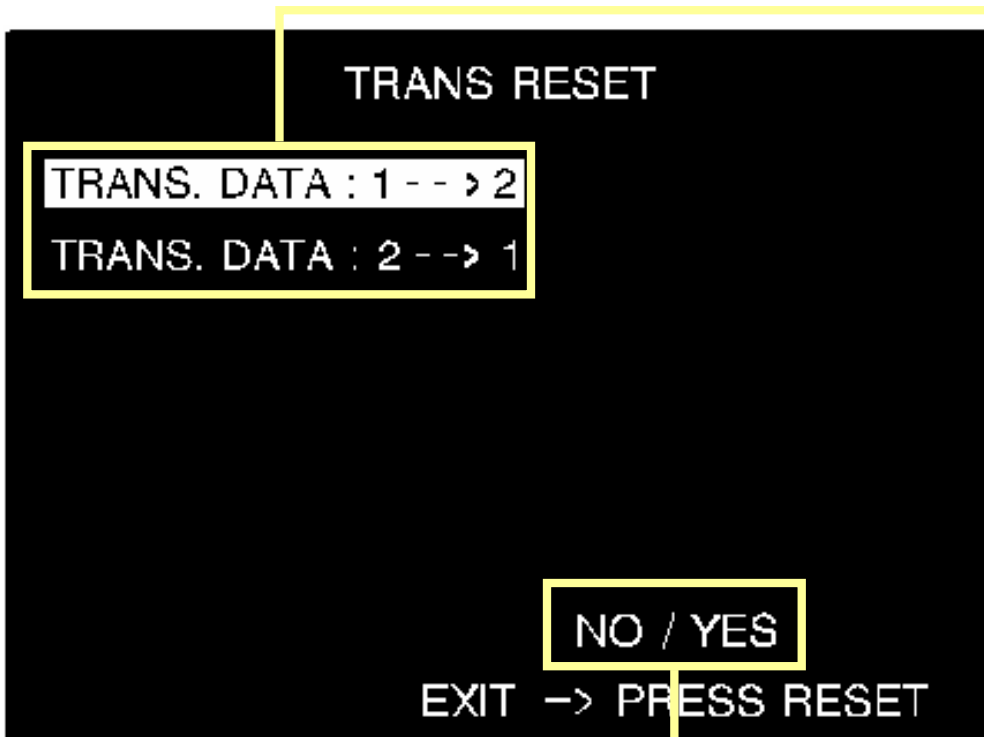 TRANS RESET
TRANS. DATA : 1 - - > 2
TRANS. DATA : 2 - - > 1
NO / YES
EXIT -> PRESS RESET